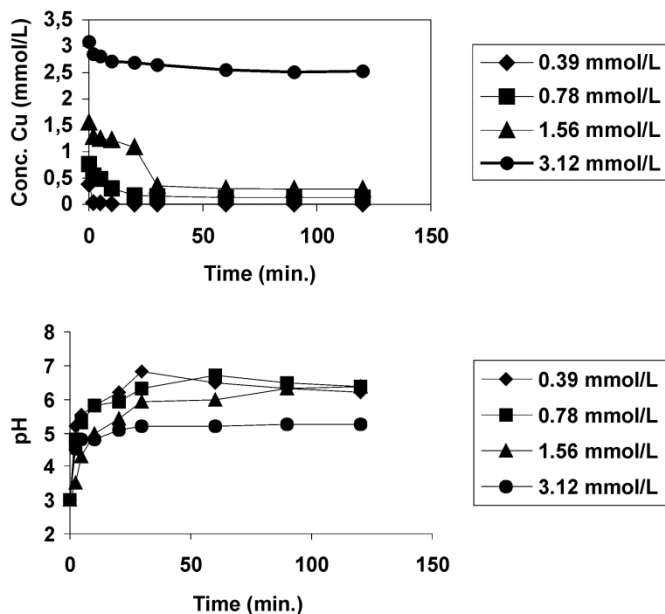 Conc. Cu (mmol/L)
3,5
3
2,5
2
1,5
1
0,5
0
0 50 100 150
Time (min.)
0.39 mmol/L
0.78 mmol/L
1.56 mmol/L
3.12 mmol/L
pH
8
7
6
5
4
3
2
0 50 100 150
Time (min.)
0.39 mmol/L
0.78 mmol/L
1.56 mmol/L
3.12 mmol/L